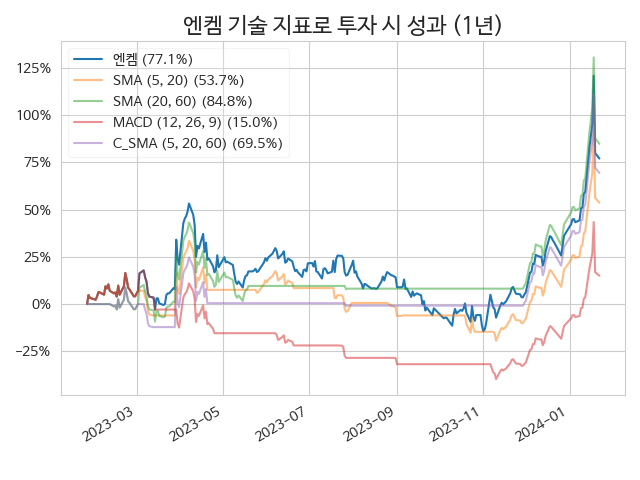 엔켐 기술 지표로 투자 시 성과 (1년)
엔켐 (77.1%)
SMA (5, 20) (53.7%)
SMA (20, 60) (84.8%)
MACD (12, 26, 9) (15.0%)
C_SMA (5, 20, 60) (69.5%)
125%
100%
75%
50%
25%
0%
−25%
2023-03
2023-05
2023-07
2023-09
2023-11
2024-01